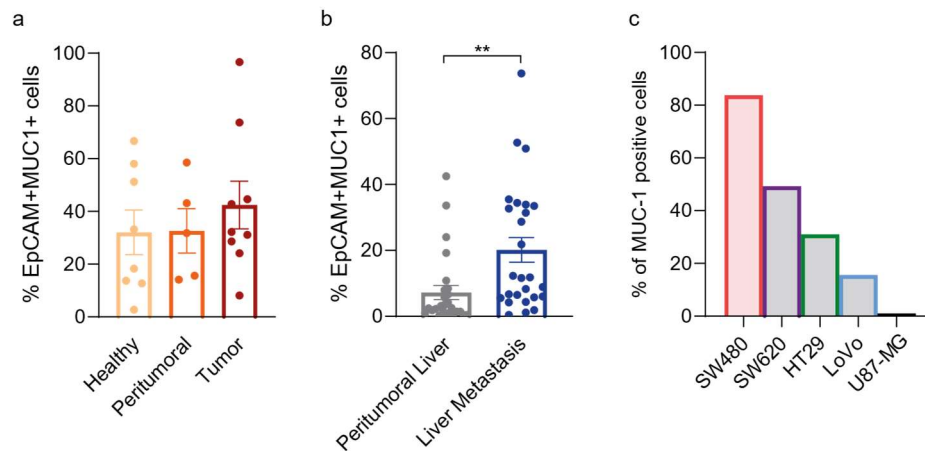 a
% EpCAM+MUC1+ cells
100
80
60
40
20
0
Healthy
Peritumoral
Tumor
b
% EpCAM+MUC1+ cells
80
60
40
20
0
**
Peritumoral Liver
Liver Metastasis
c
% of MUC-1 positive cells
100
80
60
40
20
0
SW480
SW620
HT29
LoVo
U87-MG